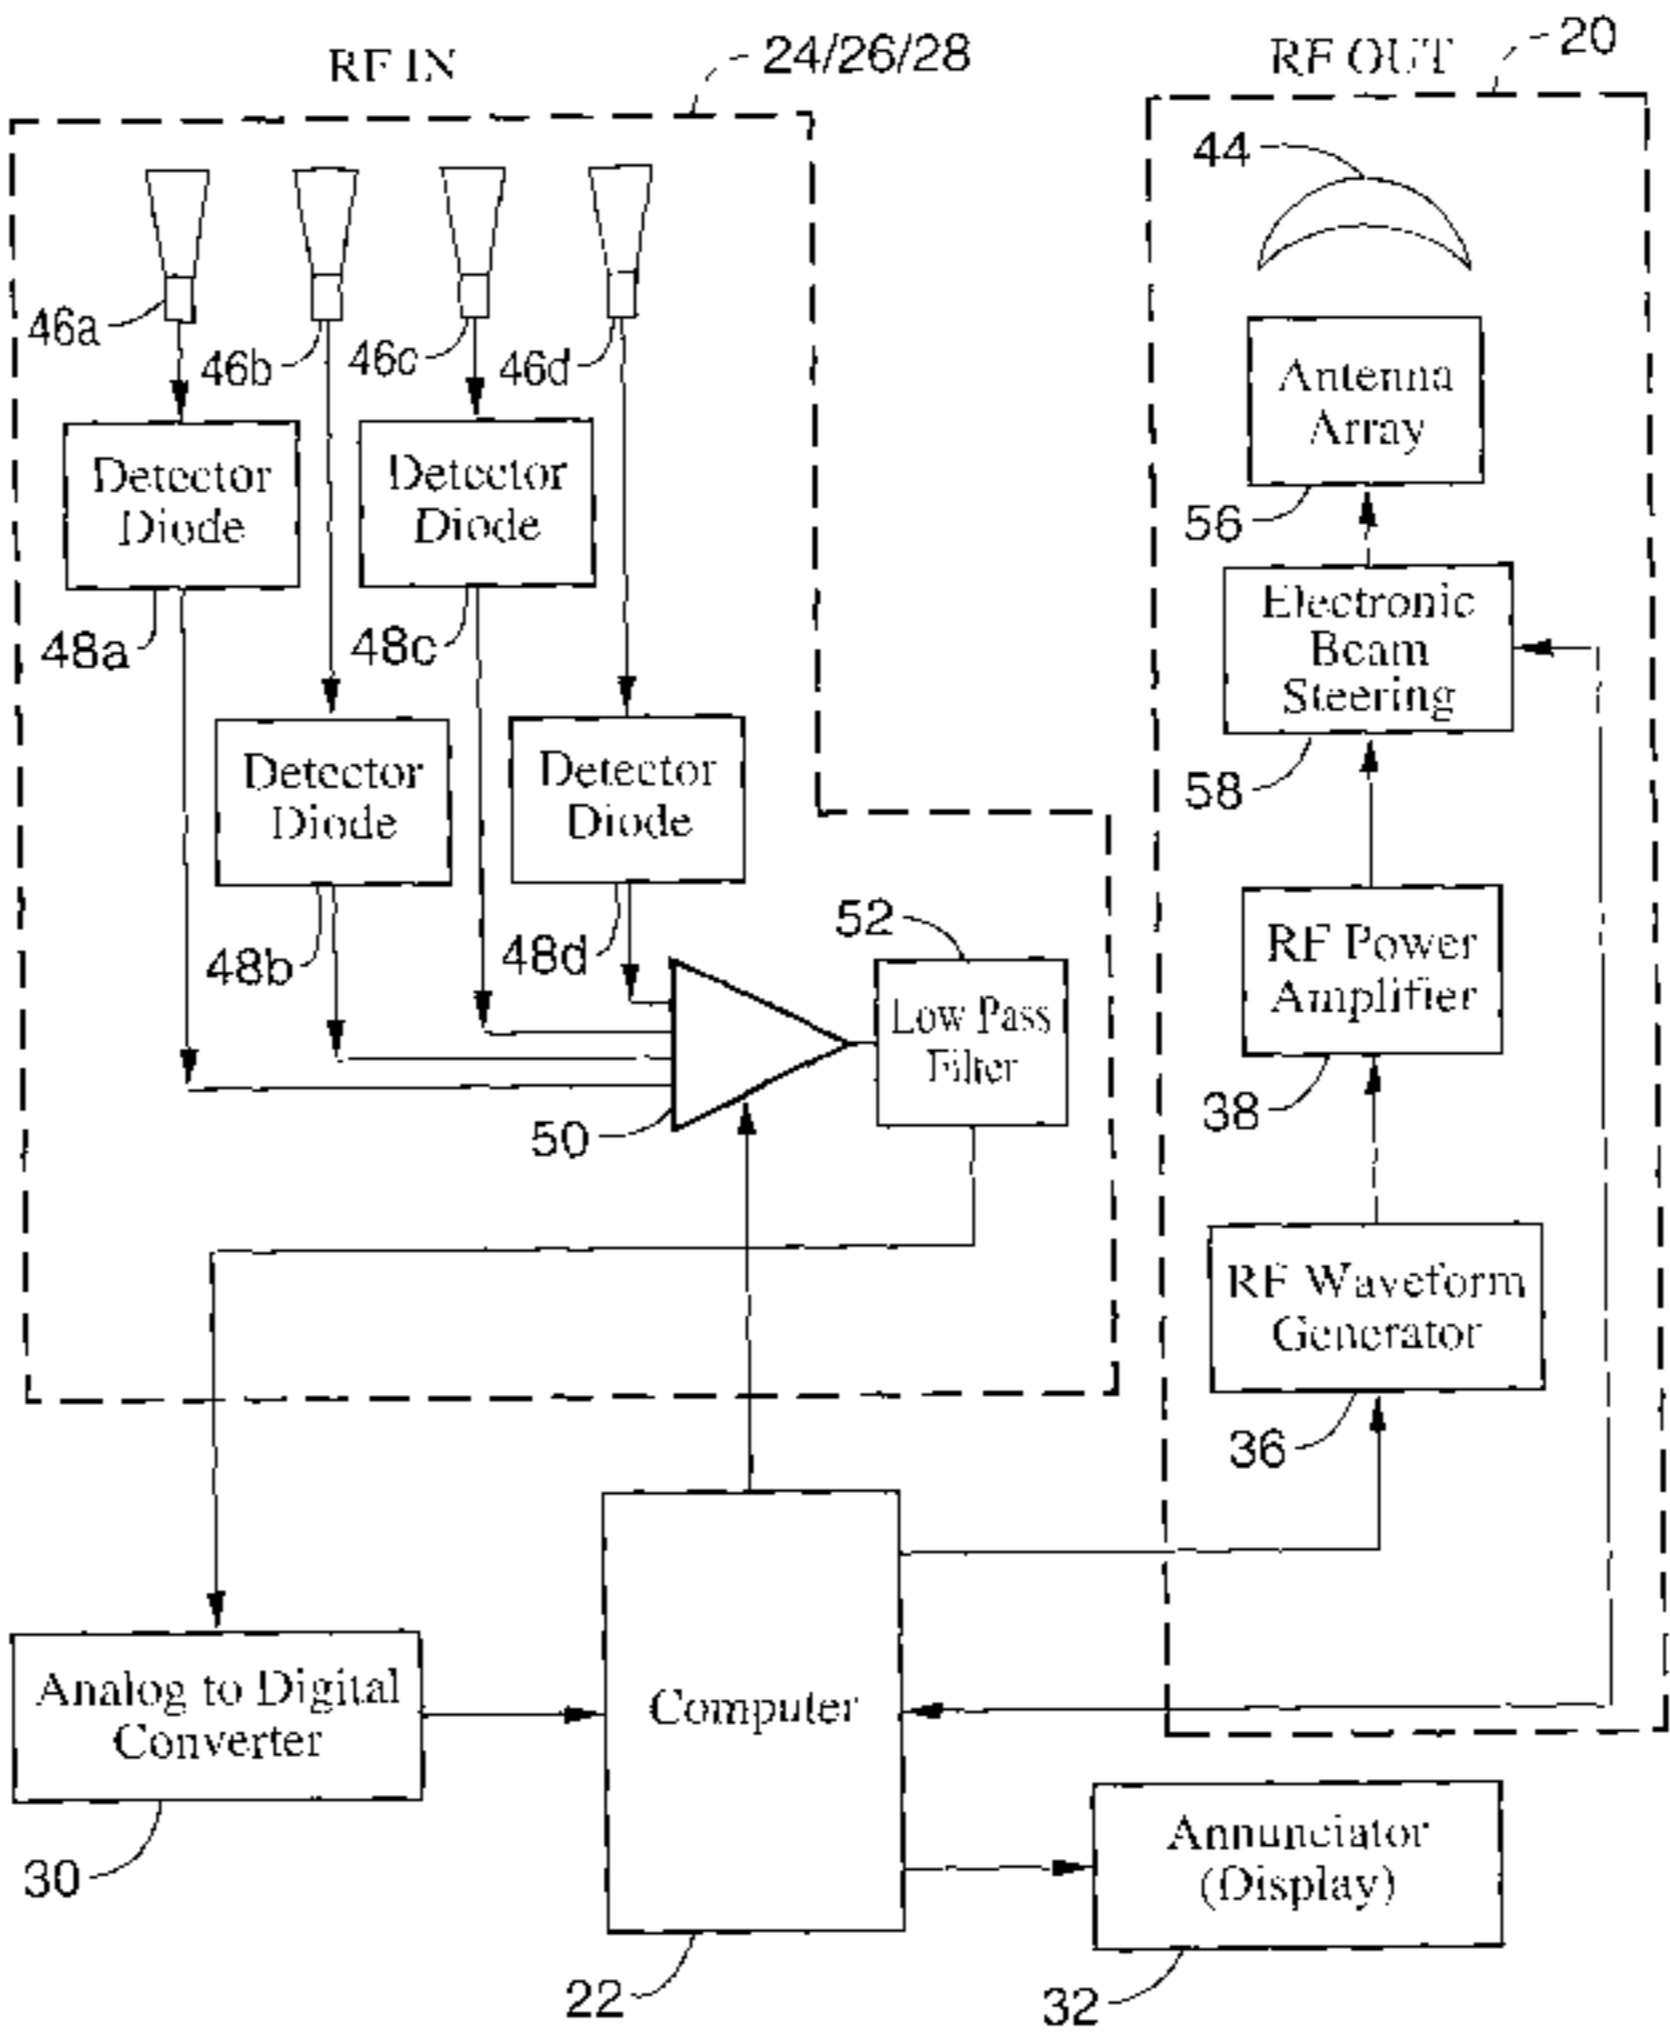 RF IN
24/26/28
RF OUT
20
44
46a
46b
46c
46d
Antenna
Array
56
Detector
Diode
48a
Detector
Diode
48c
Electronic
Beam
Steering
58
Detector
Diode
48b
Detector
Diode
48d
52
Low Pass
Filter
50
RF Power
Amplifier
38
RF Waveform
Generator
36
Analog to Digital
Converter
30
Computer
22
Annunciator
(Display)
32